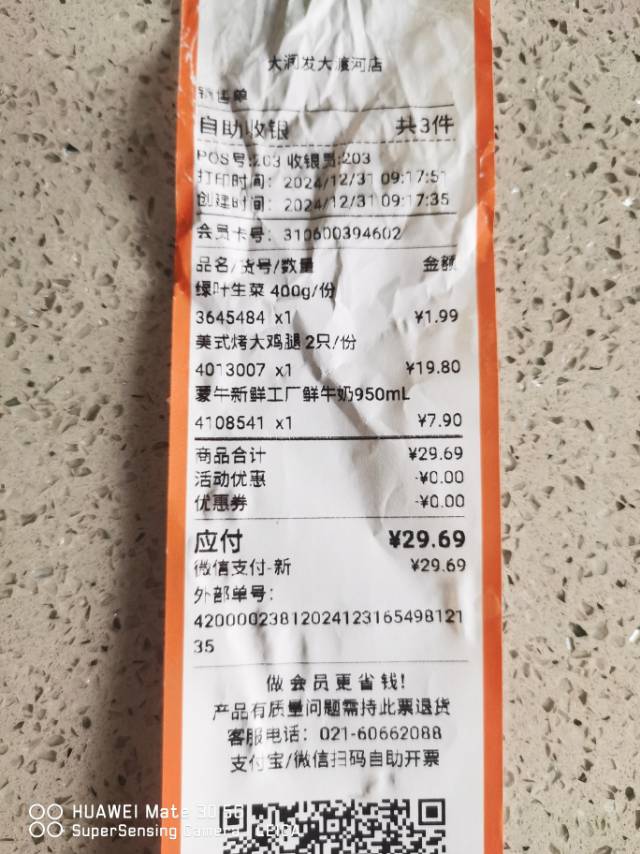 大润发大渡河店
销售单
自助收银 共3件
POS号:203 收银员:203
打印时间: 2024/12/31 09:17:51
创建时间: 2024/12/31 09:17:35
会员卡号: 310600394602
品名/货号/数量 金额
绿叶生菜 400g/份
3645484 x1 ¥1.99
美式烤大鸡腿 2只/份
4013007 x1 ¥19.80
蒙牛新鲜工厂鲜牛奶950mL
4108541 x1 ¥7.90
商品合计 ¥29.69
活动优惠 -¥0.00
优惠券 -¥0.00
应付 ¥29.69
微信支付-新 ¥29.69
外部单号:
42000023812024123165498121
35
做会员更省钱!
产品有质量问题需持此票退货
客服电话: 021-60662088
支付宝/微信扫码自助开票
HUAWEI Mate 30 5G
SuperSensing Camera LEICA